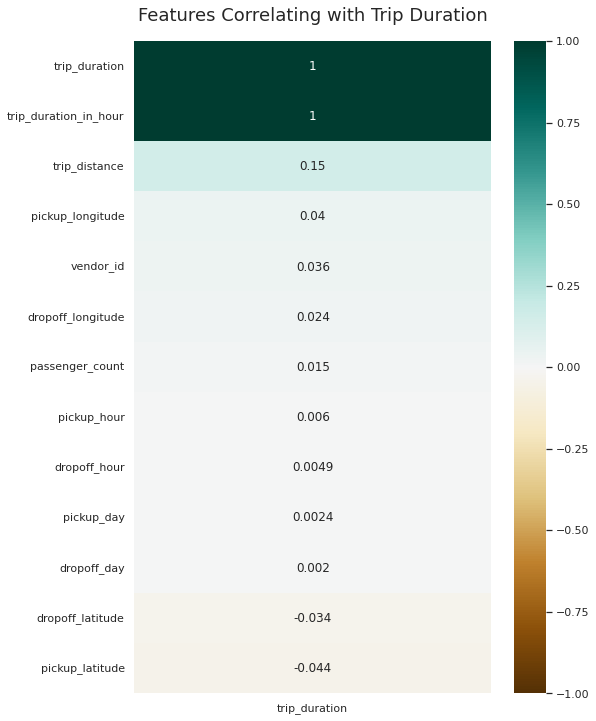 Features Correlating with Trip Duration
trip_duration 1
trip_duration_in_hour 1
trip_distance 0.15
pickup_longitude 0.04
vendor_id 0.036
dropoff_longitude 0.024
passenger_count 0.015
pickup_hour 0.006
dropoff_hour 0.0049
pickup_day 0.0024
dropoff_day 0.002
dropoff_latitude -0.034
pickup_latitude -0.044
trip_duration
1.00
0.75
0.50
0.25
0.00
−0.25
−0.50
−0.75
−1.00